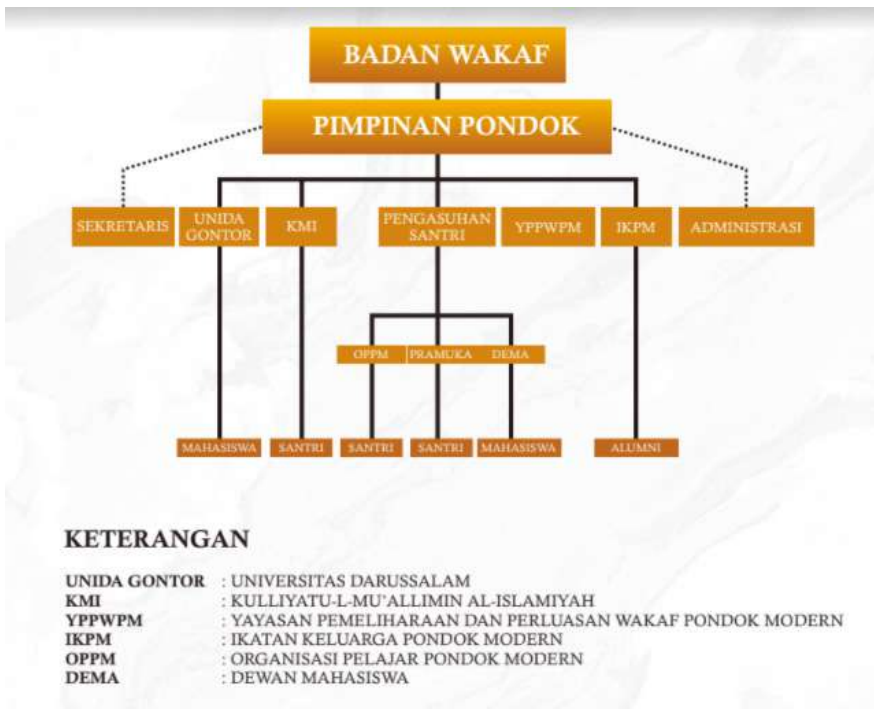 BADAN WAKAF
PIMPINAN PONDOK
SEKRETARIS
UNIDA
GONTOR
KMI
PENGASUHAN
SANTRI
YPPWPM
IKPM
ADMINISTRASI
OPPM
PRAMUKA
DEMA
MAHASISWA
SANTRI
SANTRI
SANTRI
MAHASISWA
ALUMNI
KETERANGAN
UNIDA GONTOR : UNIVERSITAS DARUSSALAM
KMI : KULLIYATU-L-MU'ALLIMIN AL-ISLAMIYAH
YPPWPM : YAYASAN PEMELIHARAAN DAN PERLUASAN WAKAF PONDOK MODERN
IKPM : IKATAN KELUARGA PONDOK MODERN
OPPM : ORGANISASI PELAJAR PONDOK MODERN
DEMA : DEWAN MAHASISWA